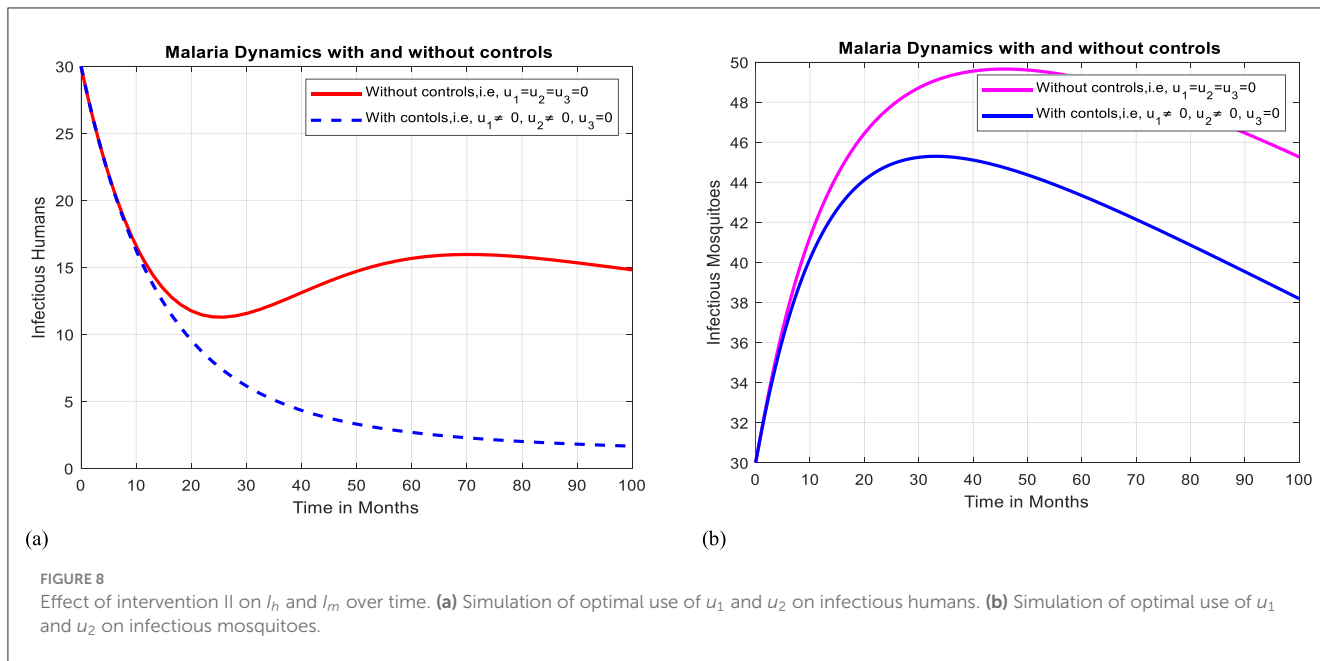 Malaria Dynamics with and without controls
30
25
20
15
10
5
0
Infectious Humans
Without controls,i.e, u₁=u₂=u₃=0
With contols,i.e, u₁≠ 0, u₂≠ 0, u₃=0
0 10 20 30 40 50 60 70 80 90 100
Time in Months
(a)
Malaria Dynamics with and without controls
50
48
46
44
42
40
38
36
34
32
30
Infectious Mosquitoes
Without controls,i.e, u₁=u₂=u₃=0
With contols,i.e, u₁≠ 0, u₂≠ 0, u₃=0
0 10 20 30 40 50 60 70 80 90 100
Time in Months
(b)
FIGURE 8
Effect of intervention II on Iₕ and Iₘ over time. (a) Simulation of optimal use of u₁ and u₂ on infectious humans. (b) Simulation of optimal use of u₁
and u₂ on infectious mosquitoes.